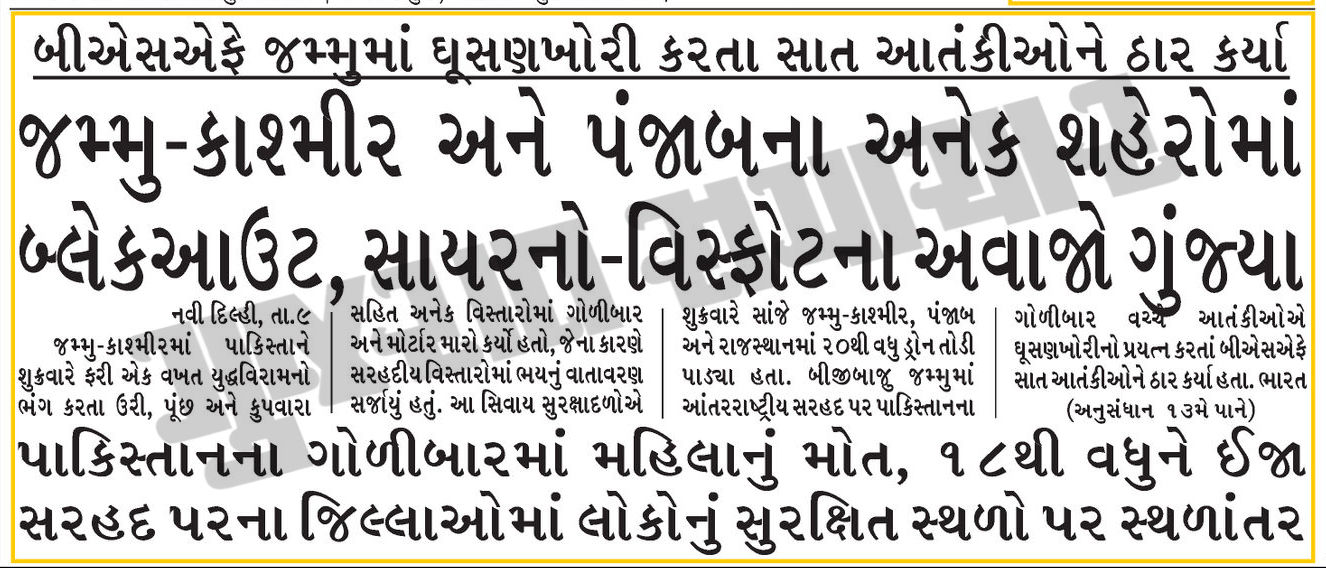 બીએસએફે જમ્મુમાં ઘૂસણખોરી કરતા સાત આતંકીઓને ઠાર કર્યા
જમ્મુ-કાશ્મીર અને પંજાબના અનેક શહેરોમાં
બ્લેકઆઉટ, સાયરનો-વિસ્ફોટના અવાજો ગુંજ્યા
નવી દિલ્હી, તા.૯
જમ્મુ-કાશ્મીરમાં પાકિસ્તાને
શુક્રવારે ફરી એક વખત યુદ્ધવિરામનો
ભંગ કરતા ઉરી, પૂંછ અને કુપવારા
સહિત અનેક વિસ્તારોમાં ગોળીબાર
અને મોર્ટાર મારો કર્યો હતો, જેના કારણે
સરહદીય વિસ્તારોમાં ભયનું વાતાવરણ
સર્જાયું હતું. આ સિવાય સુરક્ષાદળોએ
શુક્રવારે સાંજે જમ્મુ-કાશ્મીર, પંજાબ
અને રાજસ્થાનમાં ૨૦થી વધુ ડ્રોન તોડી
પાડ્યા હતા. બીજીબાજુ જમ્મુમાં
આંતરરાષ્ટ્રીય સરહદ પર પાકિસ્તાનના
ગોળીબાર વચ્ચે આતંકીઓએ
ઘૂસણખોરીનો પ્રયત્ન કરતાં બીએસએફે
સાત આતંકીઓને ઠાર કર્યા હતા. ભારત
(અનુસંધાન ૧૩મે પાને)
પાકિસ્તાનના ગોળીબારમાં મહિલાનું મોત, ૧૮થી વધુને ઈજા
સરહદ પરના જિલ્લાઓમાં લોકોનું સુરક્ષિત સ્થળો પર સ્થળાંતર
ગુજરાત સમાચાર